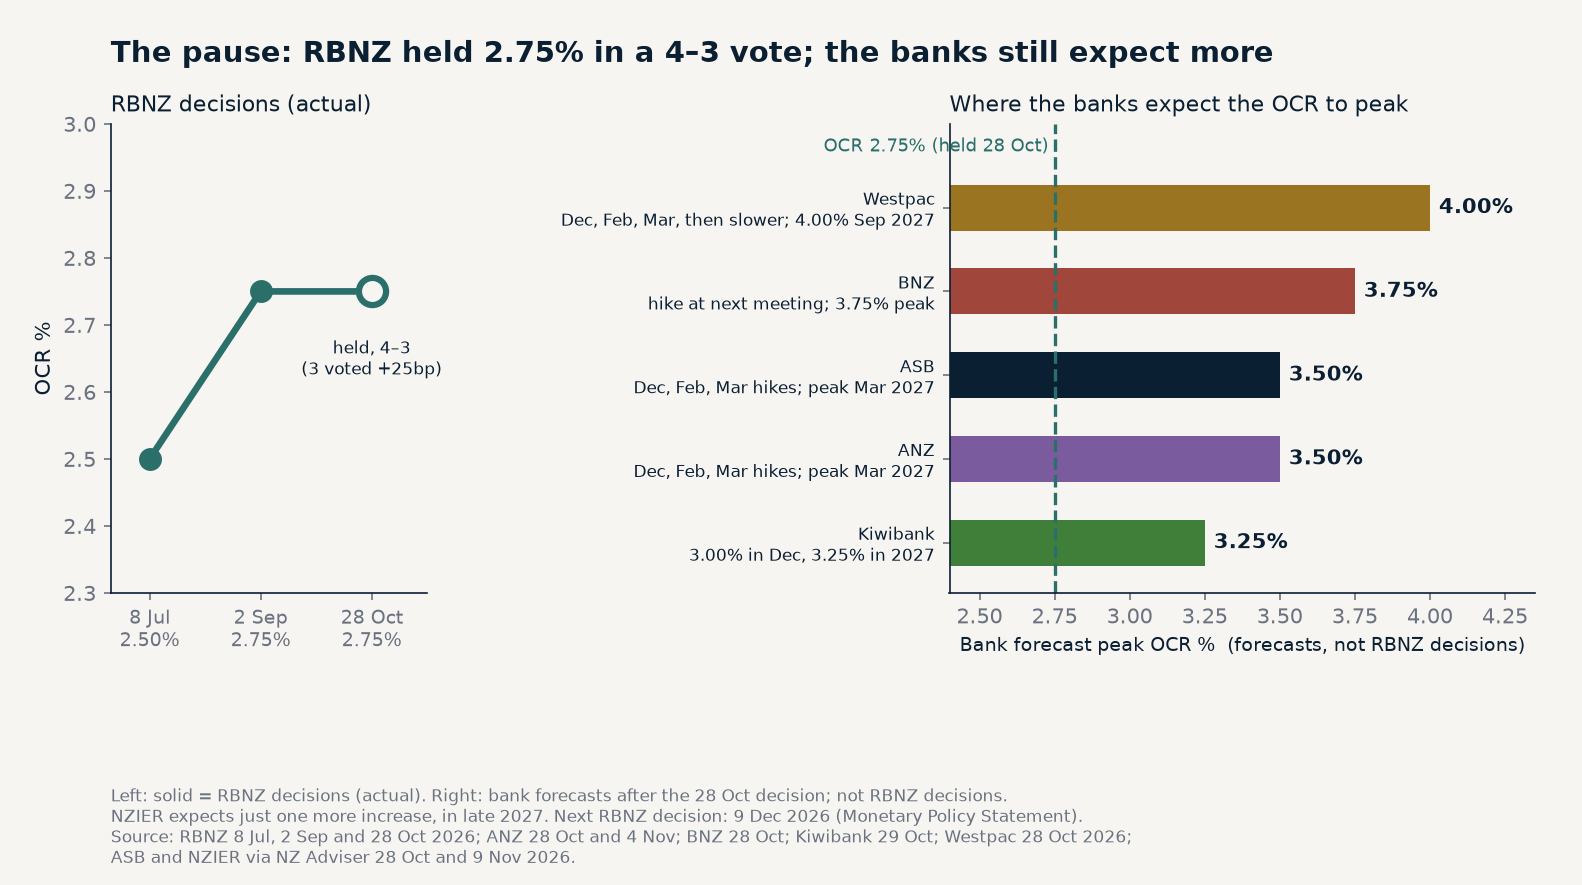 The pause: RBNZ held 2.75% in a 4–3 vote; the banks still expect more
RBNZ decisions (actual)
3.0
2.9
2.8
2.7
2.6
2.5
2.4
2.3
OCR %
held, 4–3
(3 voted +25bp)
8 Jul
2.50%
2 Sep
2.75%
28 Oct
2.75%
Where the banks expect the OCR to peak
OCR 2.75% (held 28 Oct)
Westpac
Dec, Feb, Mar, then slower; 4.00% Sep 2027
4.00%
BNZ
hike at next meeting; 3.75% peak
3.75%
ASB
Dec, Feb, Mar hikes; peak Mar 2027
3.50%
ANZ
Dec, Feb, Mar hikes; peak Mar 2027
3.50%
Kiwibank
3.00% in Dec, 3.25% in 2027
3.25%
2.50 2.75 3.00 3.25 3.50 3.75 4.00 4.25
Bank forecast peak OCR % (forecasts, not RBNZ decisions)
Left: solid = RBNZ decisions (actual). Right: bank forecasts after the 28 Oct decision; not RBNZ decisions.
NZIER expects just one more increase, in late 2027. Next RBNZ decision: 9 Dec 2026 (Monetary Policy Statement).
Source: RBNZ 8 Jul, 2 Sep and 28 Oct 2026; ANZ 28 Oct and 4 Nov; BNZ 28 Oct; Kiwibank 29 Oct; Westpac 28 Oct 2026;
ASB and NZIER via NZ Adviser 28 Oct and 9 Nov 2026.